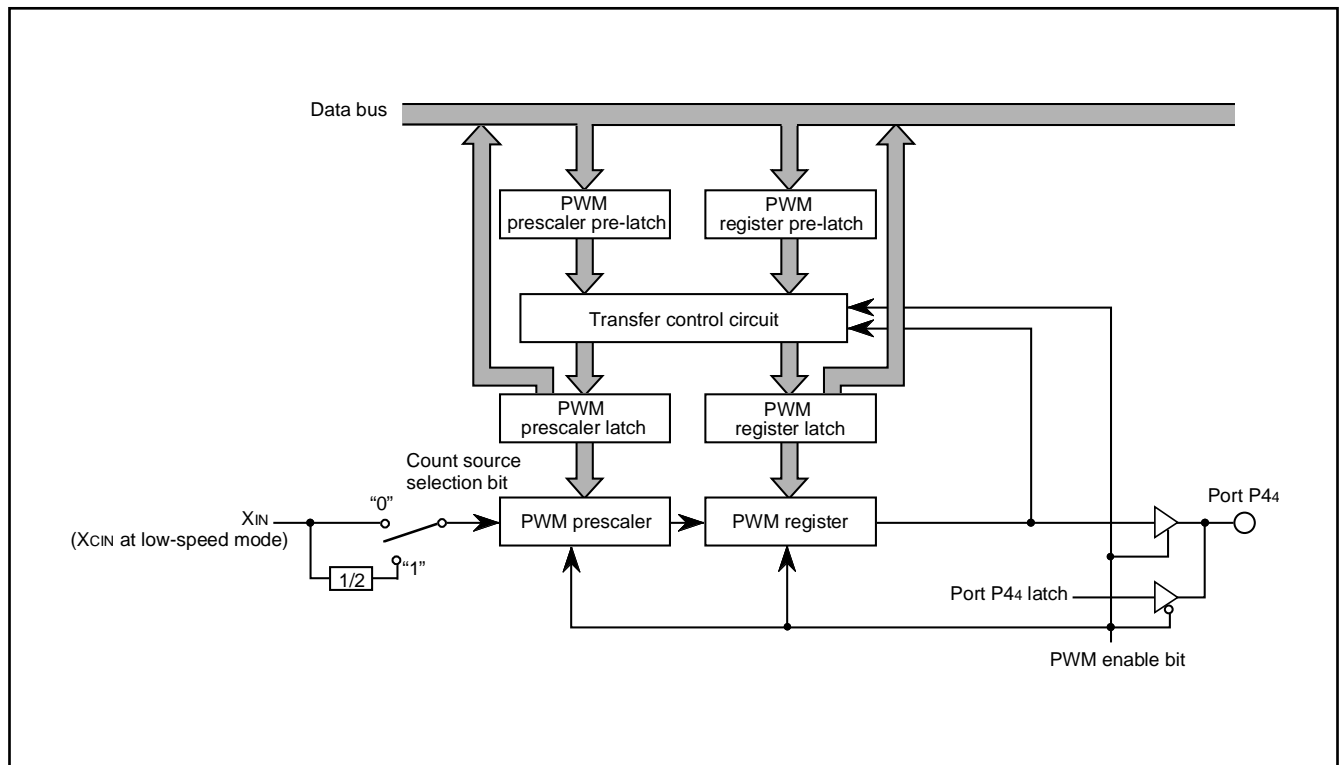 Data bus
PWM
prescaler pre-latch
PWM
register pre-latch
Transfer control circuit
PWM
prescaler latch
PWM
register latch
Count source
selection bit
“0”
XIN
(XCIN at low-speed mode)
“1”
1/2
PWM prescaler
PWM register
Port P44
Port P44 latch
PWM enable bit